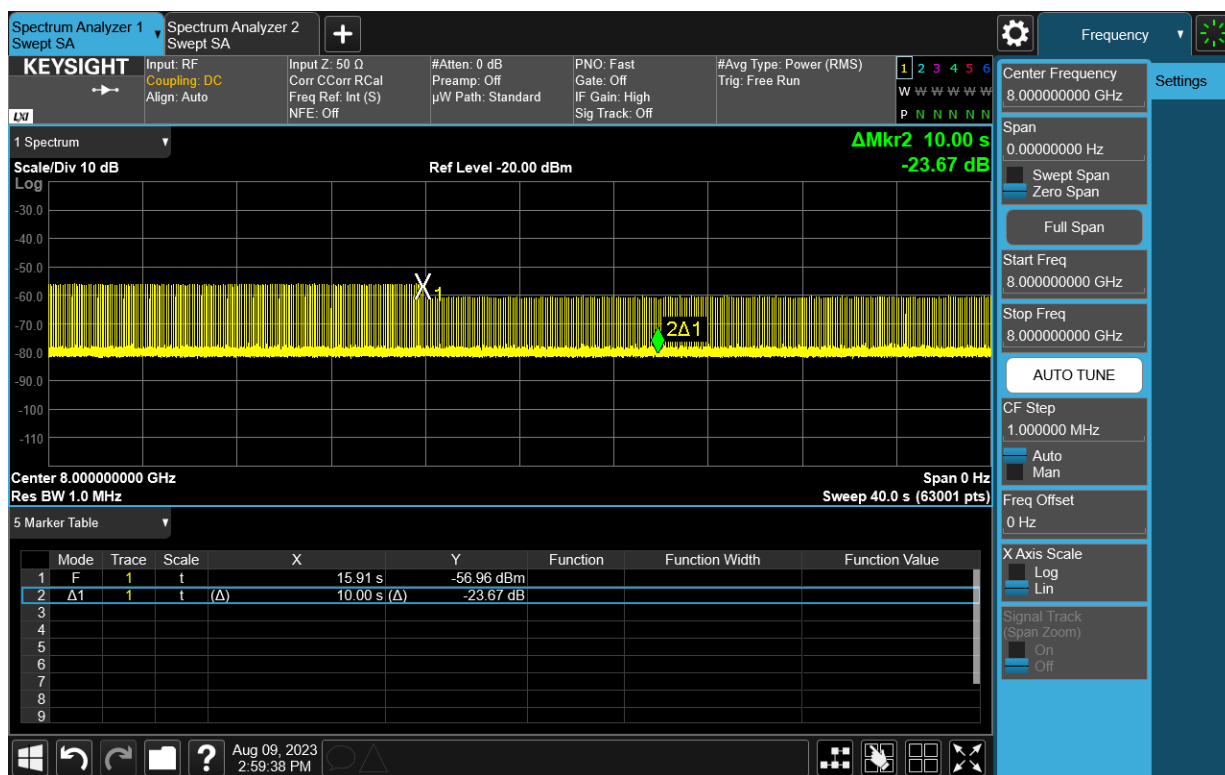 Spectrum Analyzer 1
Swept SA
Spectrum Analyzer 2
Swept SA
Frequency
KEYSIGHT
LXI
Input: RF
Coupling: DC
Align: Auto
Input Z: 50 Ω
Corr CCorr RCal
Freq Ref: Int (S)
NFE: Off
#Atten: 0 dB
Preamp: Off
µW Path: Standard
PNO: Fast
Gate: Off
IF Gain: High
Sig Track: Off
#Avg Type: Power (RMS)
Trig: Free Run
1 2 3 4 5 6
W W W W W W
P N N N N N
1 Spectrum
ΔMkr2 10.00 s
-23.67 dB
Scale/Div 10 dB
Ref Level -20.00 dBm
Log
-30.0
-40.0
-50.0
-60.0
-70.0
-80.0
-90.0
-100
-110
1
2Δ1
Center 8.000000000 GHz
Span 0 Hz
Res BW 1.0 MHz
Sweep 40.0 s (63001 pts)
5 Marker Table
Mode Trace Scale X Y Function Function Width Function Value
1 F 1 t 15.91 s -56.96 dBm
2 Δ1 1 t (Δ) 10.00 s (Δ) -23.67 dB
3
4
5
6
7
8
9
Center Frequency
8.000000000 GHz
Span
0.00000000 Hz
Swept Span
Zero Span
Full Span
Start Freq
8.000000000 GHz
Stop Freq
8.000000000 GHz
AUTO TUNE
CF Step
1.000000 MHz
Auto
Man
Freq Offset
0 Hz
X Axis Scale
Log
Lin
Signal Track
(Span Zoom)
On
Off
Settings
?
Aug 09, 2023
2:59:38 PM